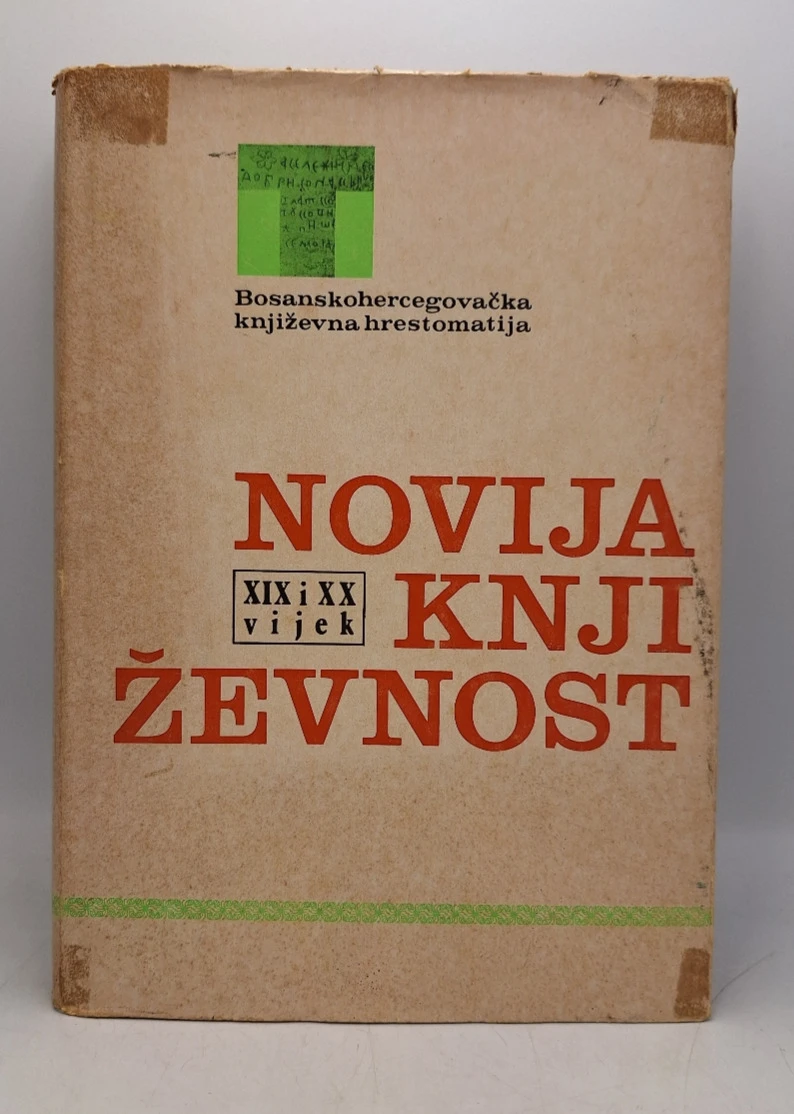 Bosanskohercegovačka
književna hrestomatija
NOVIJA
XIX i XX
vijek
KNJI
ŽEVNOST